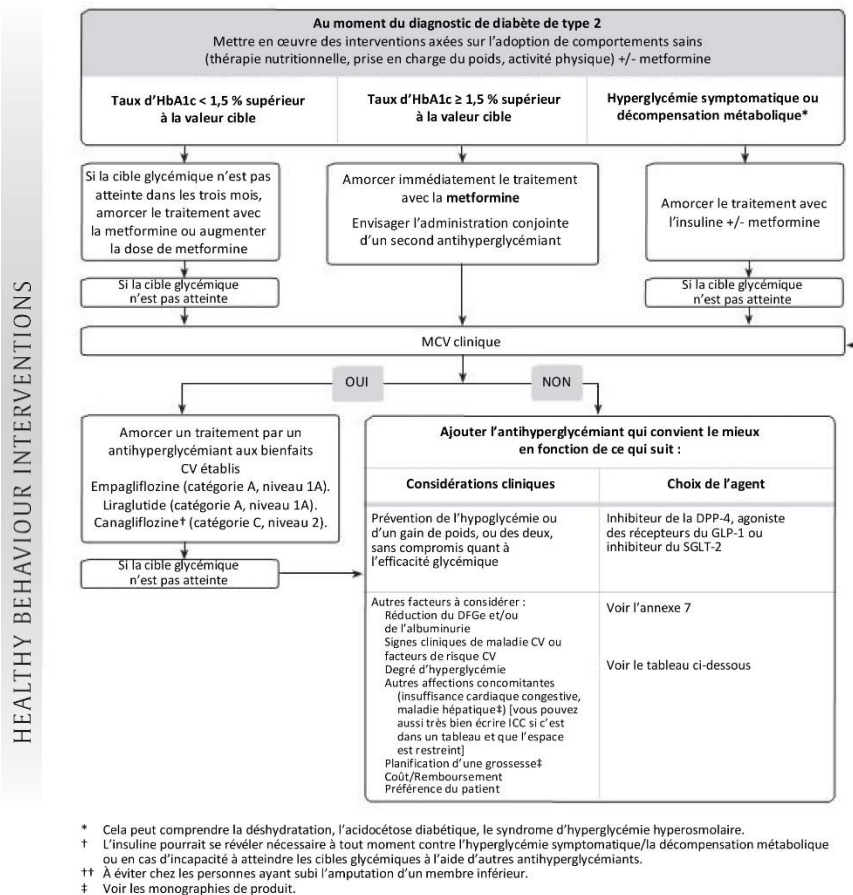 HEALTHY BEHAVIOUR INTERVENTIONS
Au moment du diagnostic de diabète de type 2
Mettre en œuvre des interventions axées sur l'adoption de comportements sains
(thérapie nutritionnelle, prise en charge du poids, activité physique) +/- metformine
Taux d'HbA1c < 1,5 % supérieur
à la valeur cible
Taux d'HbA1c ≥ 1,5 % supérieur
à la valeur cible
Hyperglycémie symptomatique ou
décompensation métabolique*
Si la cible glycémique n'est pas
atteinte dans les trois mois,
amorcer le traitement avec
la metformine ou augmenter
la dose de metformine
Amorcer immédiatement le traitement
avec la metformine
Envisager l'administration conjointe
d'un second antihyperglycémiant
Amorcer le traitement avec
l'insuline +/- metformine
Si la cible glycémique
n'est pas atteinte
Si la cible glycémique
n'est pas atteinte
MCV clinique
OUI
NON
Amorcer un traitement par un
antihyperglycémiant aux bienfaits
CV établis
Empagliflozine (catégorie A, niveau 1A).
Liraglutide (catégorie A, niveau 1A).
Canagliflozine† (catégorie C, niveau 2).
Si la cible glycémique
n'est pas atteinte
Ajouter l'antihyperglycémiant qui convient le mieux
en fonction de ce qui suit :
Considérations cliniques
Choix de l'agent
Prévention de l'hypoglycémie ou
d'un gain de poids, ou des deux,
sans compromis quant à
l'efficacité glycémique
Inhibiteur de la DPP-4, agoniste
des récepteurs du GLP-1 ou
inhibiteur du SGLT-2
Autres facteurs à considérer :
Réduction du DFGe et/ou
de l'albuminurie
Signes cliniques de maladie CV ou
facteurs de risque CV
Degré d'hyperglycémie
Autres affections concomitantes
(insuffisance cardiaque congestive,
maladie hépatique‡) [vous pouvez
aussi très bien écrire ICC si c'est
dans un tableau et que l'espace
est restreint]
Planification d'une grossesse‡
Coût/Remboursement
Préférence du patient
Voir l'annexe 7
Voir le tableau ci-dessous
* Cela peut comprendre la déshydratation, l'acidocétose diabétique, le syndrome d'hyperglycémie hyperosmolaire.
† L'insuline pourrait se révéler nécessaire à tout moment contre l'hyperglycémie symptomatique/la décompensation métabolique
ou en cas d'incapacité à atteindre les cibles glycémiques à l'aide d'autres antihyperglycémiants.
†† À éviter chez les personnes ayant subi l'amputation d'un membre inférieur.
‡ Voir les monographies de produit.